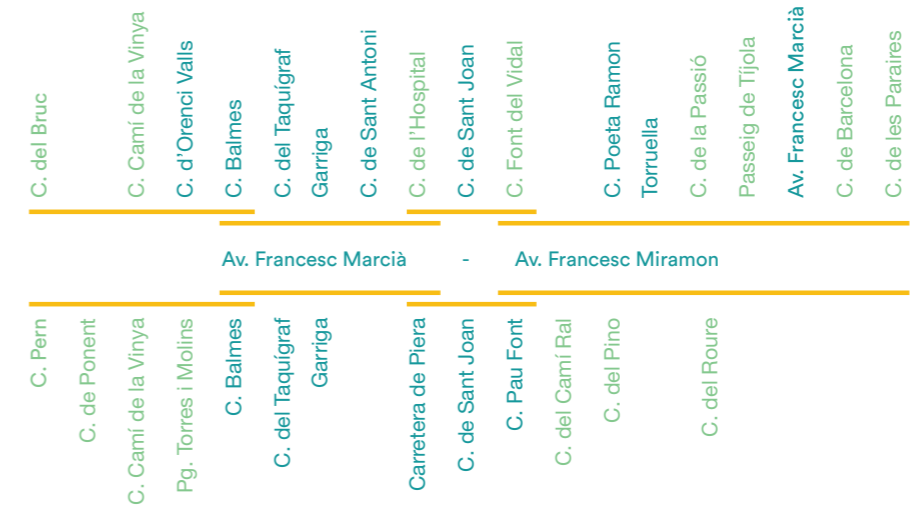 C. del Bruc
C. Camí de la Vinya
C. d'Orenci Valls
C. Balmes
C. del Taquígraf
Garriga
C. de Sant Antoni
C. de l'Hospital
C. de Sant Joan
C. Font del Vidal
C. Poeta Ramon
Torruella
C. de la Passió
Passeig de Tíjola
Av. Francesc Marcià
C. de Barcelona
C. de les Paraires
Av. Francesc Marcià - Av. Francesc Miramon
C. Pern
C. de Ponent
C. Camí de la Vinya
Pg. Torres i Molins
C. Balmes
C. del Taquígraf
Garriga
Carretera de Piera
C. de Sant Joan
C. Pau Font
C. del Camí Ral
C. del Pino
C. del Roure